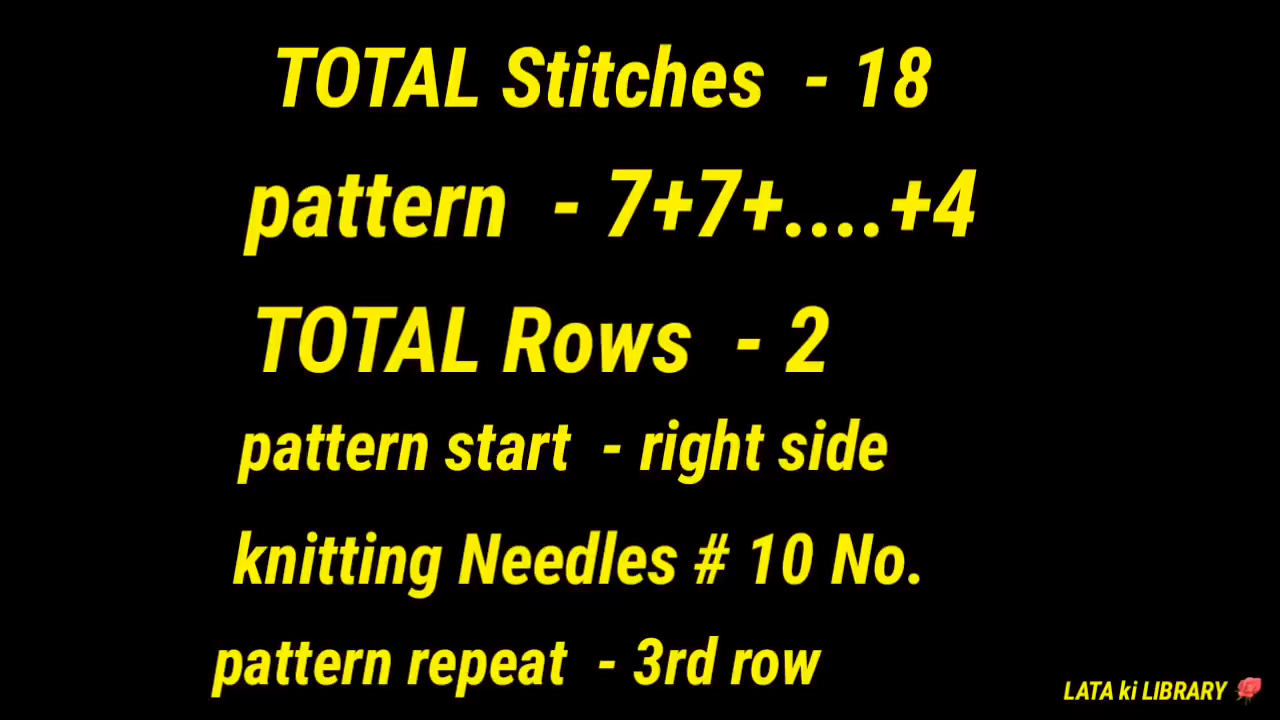 TOTAL Stitches - 18
pattern - 7+7+....+4
TOTAL Rows - 2
pattern start - right side
knitting Needles # 10 No.
pattern repeat - 3rd row
LATA ki LIBRARY 🌹